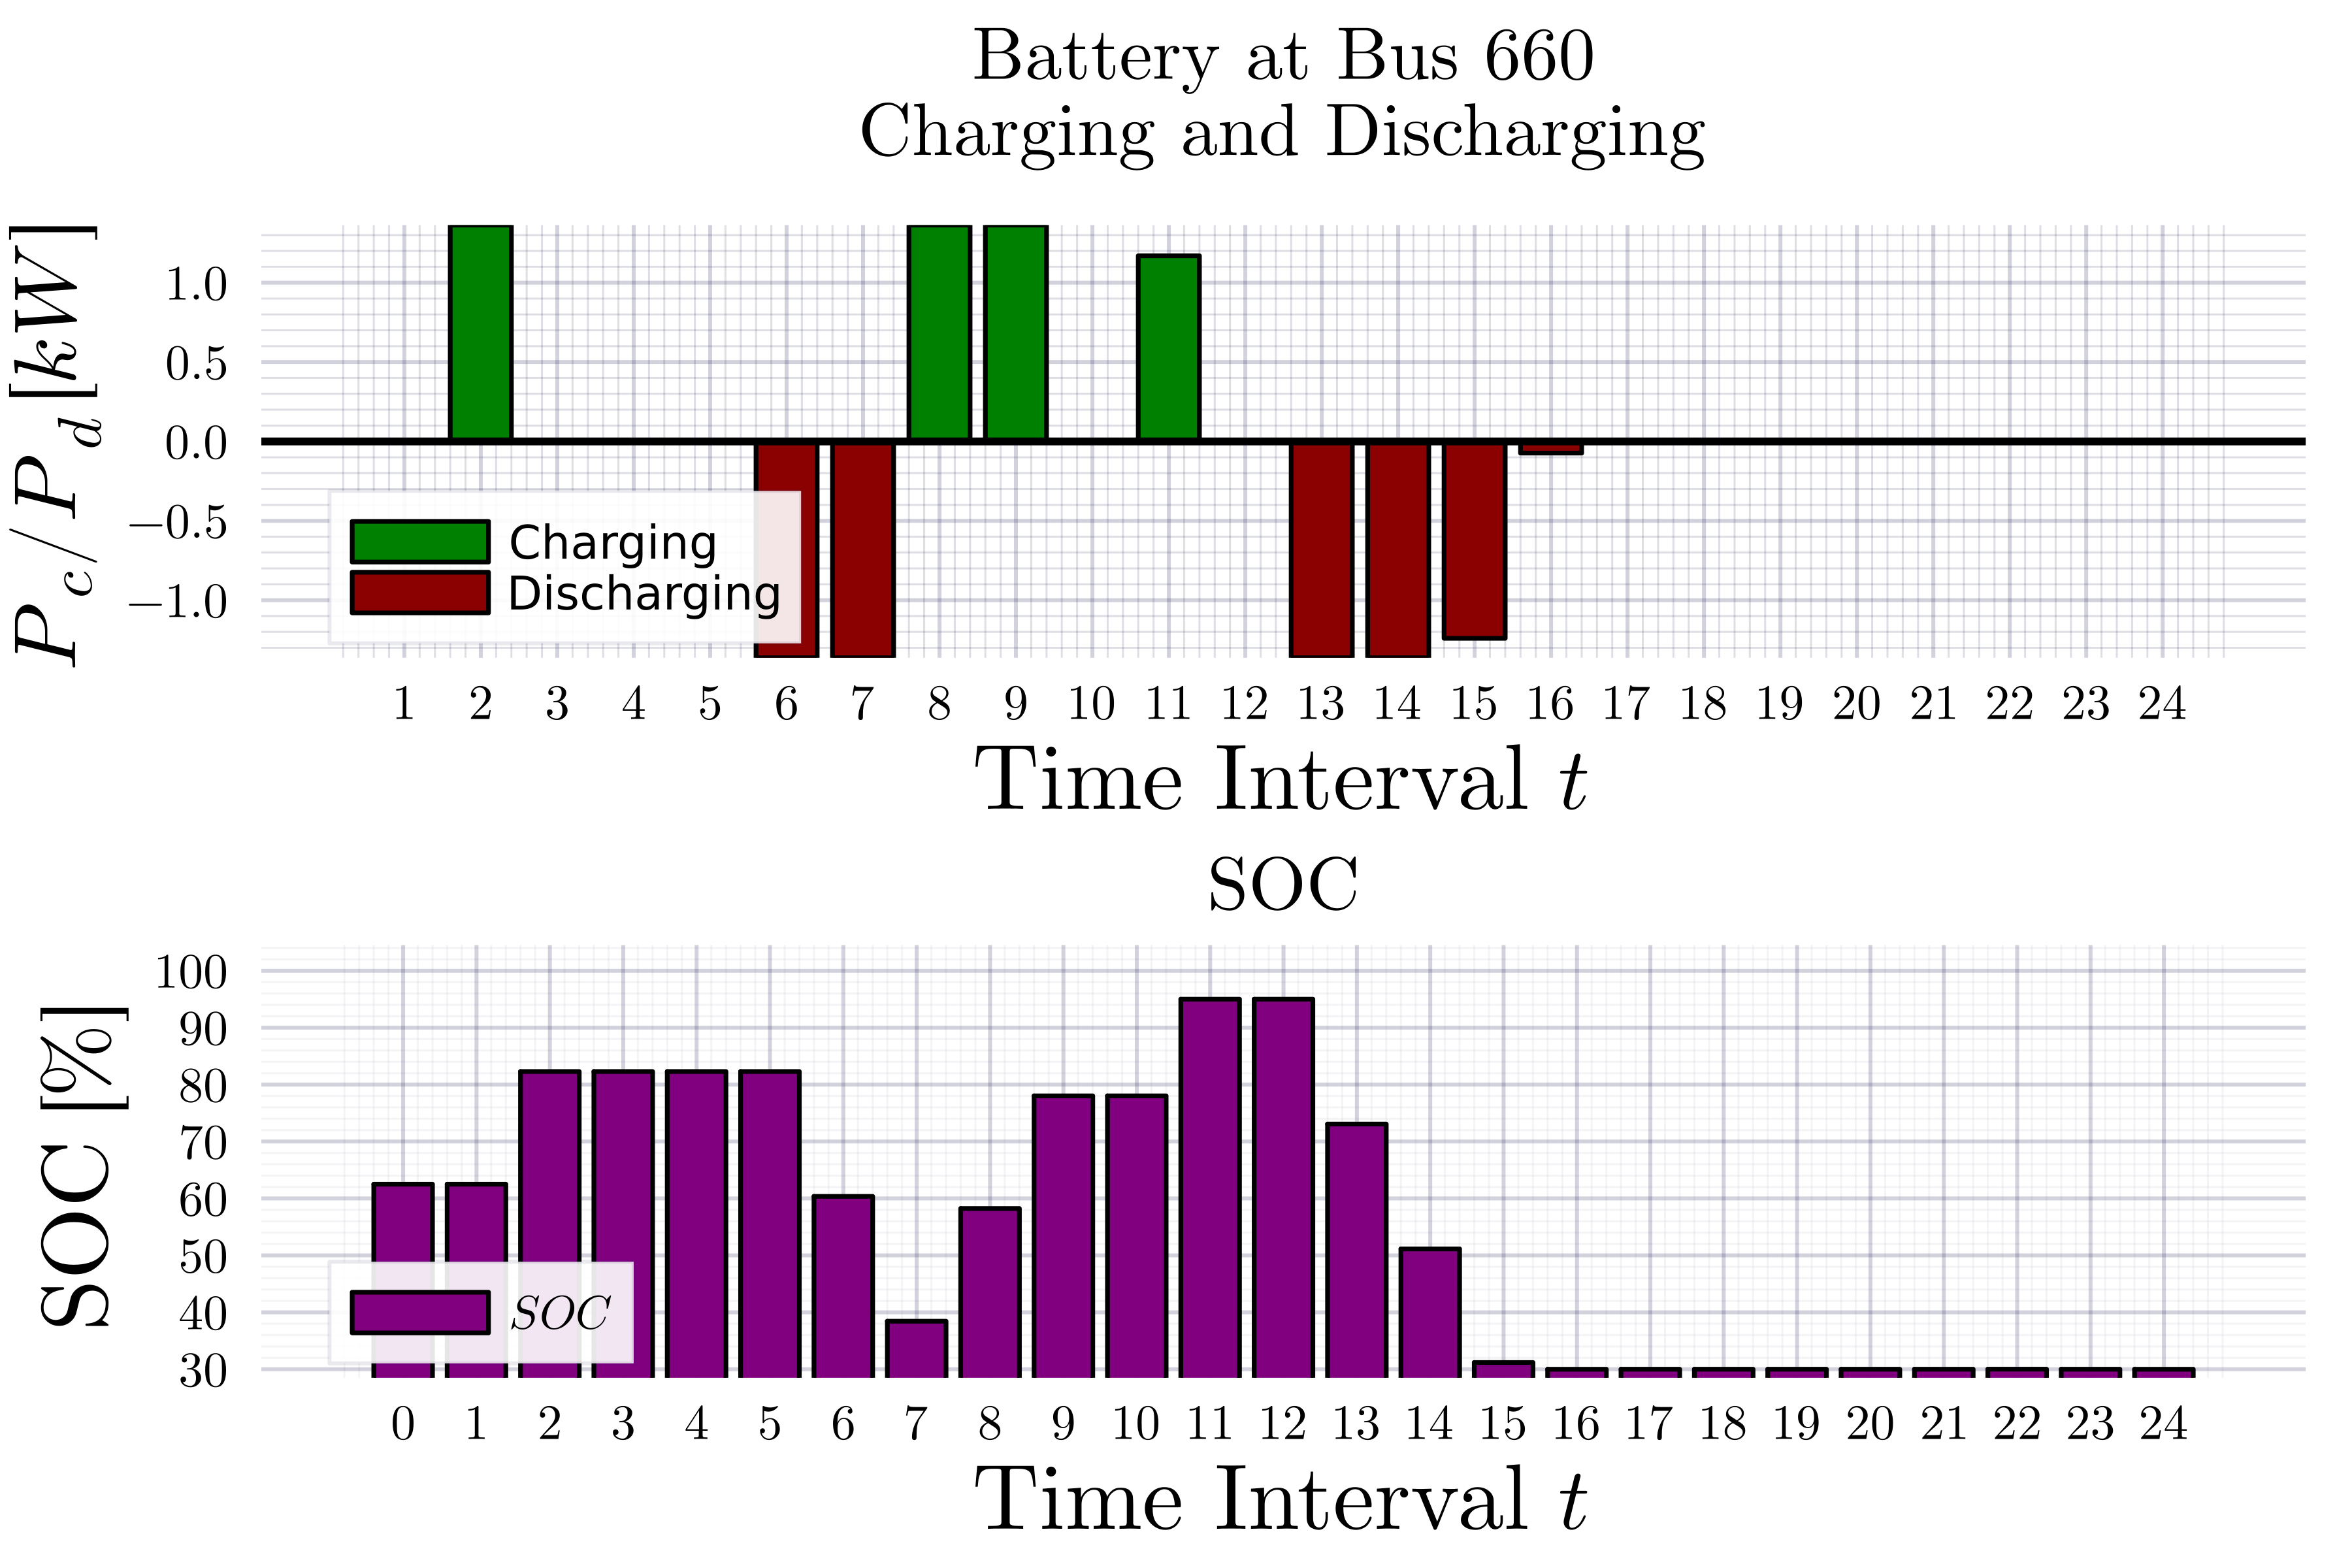 Battery at Bus 660
Charging and Discharging
P_c/P_d [kW]
1.0
0.5
0.0
−0.5
−1.0
Charging
Discharging
1 2 3 4 5 6 7 8 9 10 11 12 13 14 15 16 17 18 19 20 21 22 23 24
Time Interval t
SOC
SOC [%]
100
90
80
70
60
50
40
30
SOC
0 1 2 3 4 5 6 7 8 9 10 11 12 13 14 15 16 17 18 19 20 21 22 23 24
Time Interval t